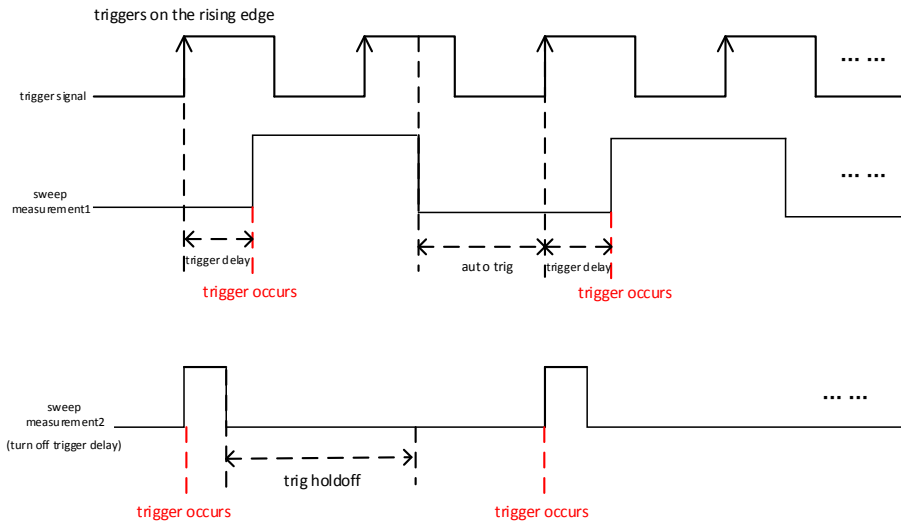 triggers on the rising edge
... ...
trigger signal
... ...
sweep
measurement1
trigger delay
auto trig
trigger delay
trigger occurs
trigger occurs
sweep
measurement2
(turn off trigger delay)
... ...
trig holdoff
trigger occurs
trigger occurs